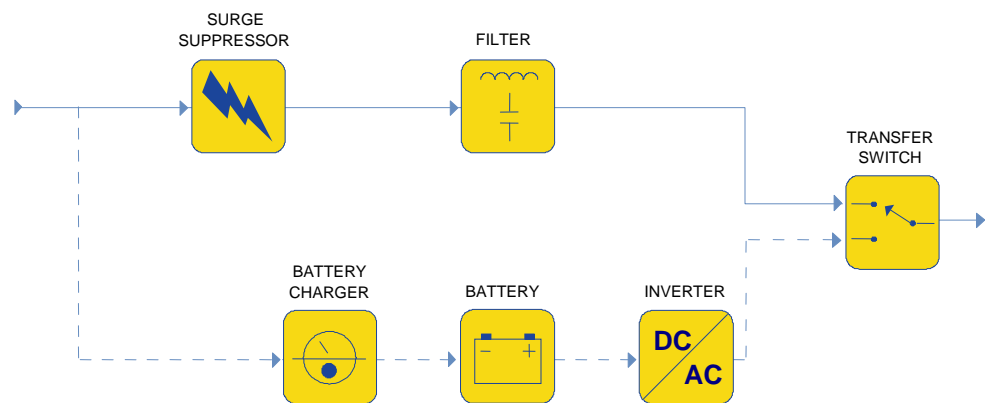 SURGE
SUPPRESSOR
FILTER
TRANSFER
SWITCH
BATTERY
CHARGER
BATTERY
INVERTER
- +
DC
AC